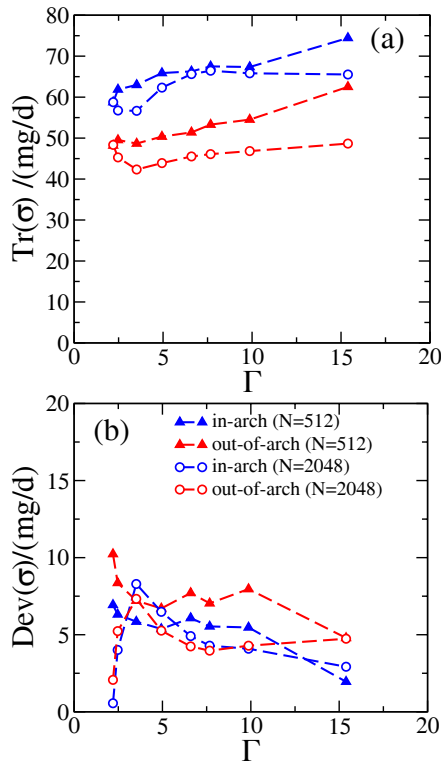 80
70
60
50
40
30
20
10
0
Tr(σ) /(mg/d)
(a)
0 5 10 15 20
Γ
20
15
10
5
0
Dev(σ)/(mg/d)
(b)
in-arch (N=512)
out-of-arch (N=512)
in-arch (N=2048)
out-of-arch (N=2048)
0 5 10 15 20
Γ